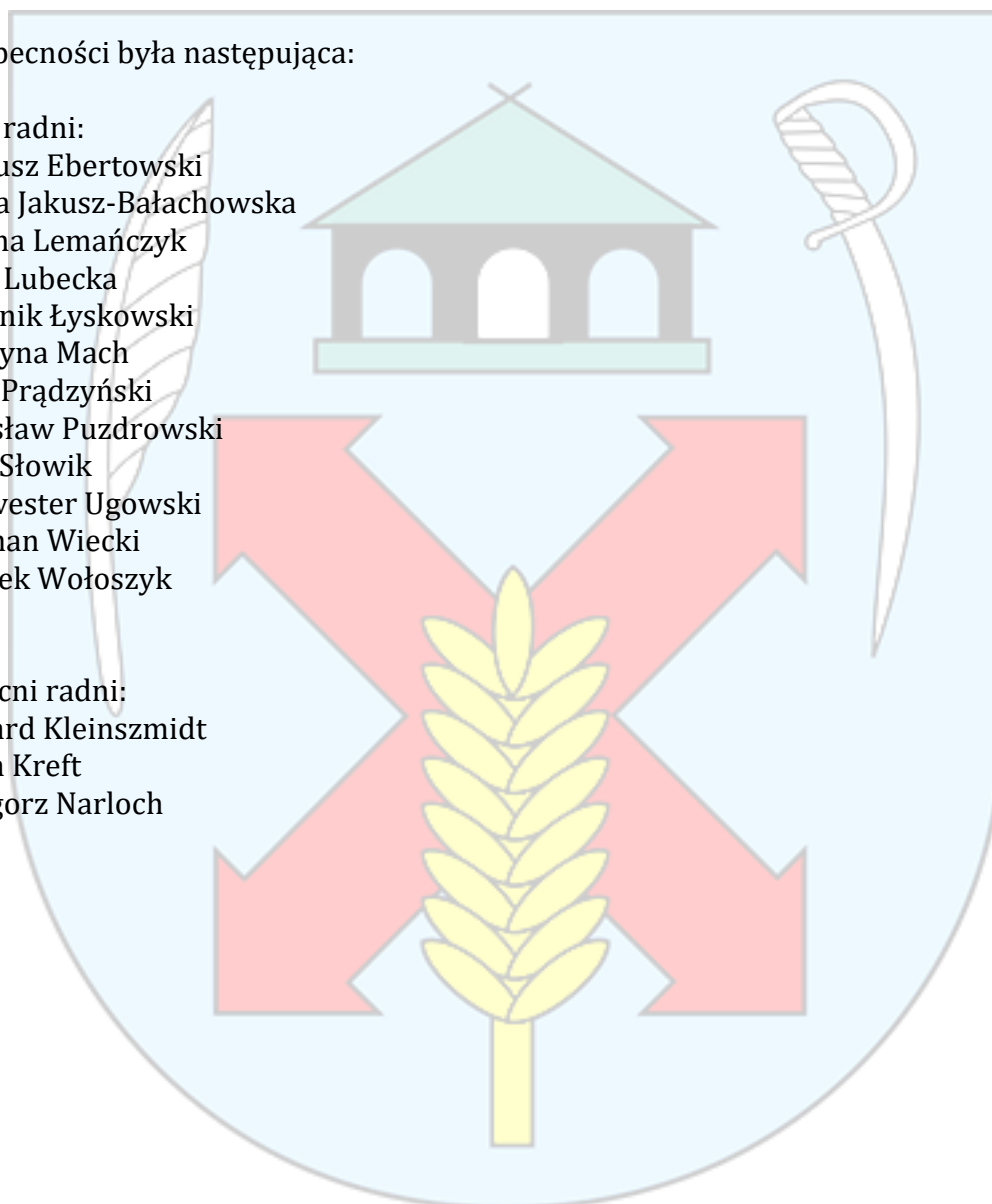 becności była następująca:
radni:
usz Ebertowski
a Jakusz-Bałachowska
na Lemańczyk
Lubecka
nik Łyskowski
yna Mach
Prądzyński
sław Puzdrowski
Słowik
vester Ugowski
man Wiecki
ek Wołoszyk
cni radni:
ard Kleinszmidt
n Kreft
gorz Narloch